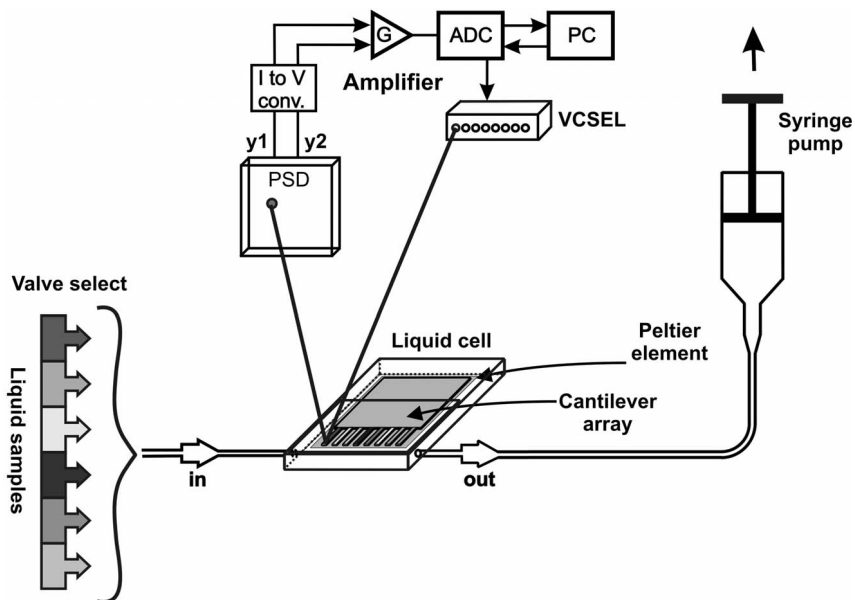 G
ADC
PC
I to V
conv.
Amplifier
VCSEL
Syringe
pump
y1
y2
PSD
Valve select
Liquid samples
Liquid cell
Peltier
element
Cantilever
array
in
out